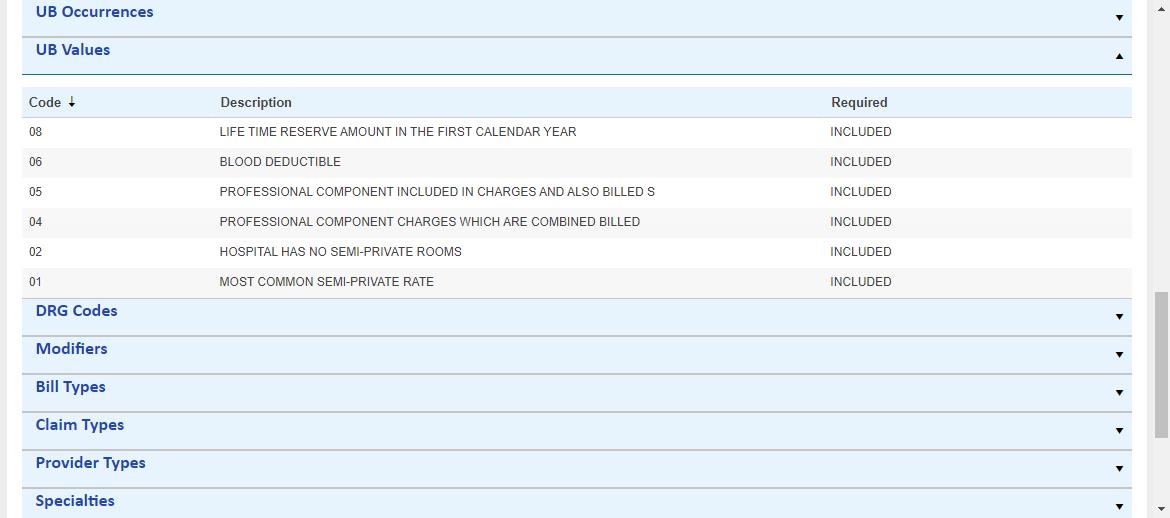 UB Occurrences
UB Values
Code Description Required
08 LIFE TIME RESERVE AMOUNT IN THE FIRST CALENDAR YEAR INCLUDED
06 BLOOD DEDUCTIBLE INCLUDED
05 PROFESSIONAL COMPONENT INCLUDED IN CHARGES AND ALSO BILLED S INCLUDED
04 PROFESSIONAL COMPONENT CHARGES WHICH ARE COMBINED BILLED INCLUDED
02 HOSPITAL HAS NO SEMI-PRIVATE ROOMS INCLUDED
01 MOST COMMON SEMI-PRIVATE RATE INCLUDED
DRG Codes
Modifiers
Bill Types
Claim Types
Provider Types
Specialties